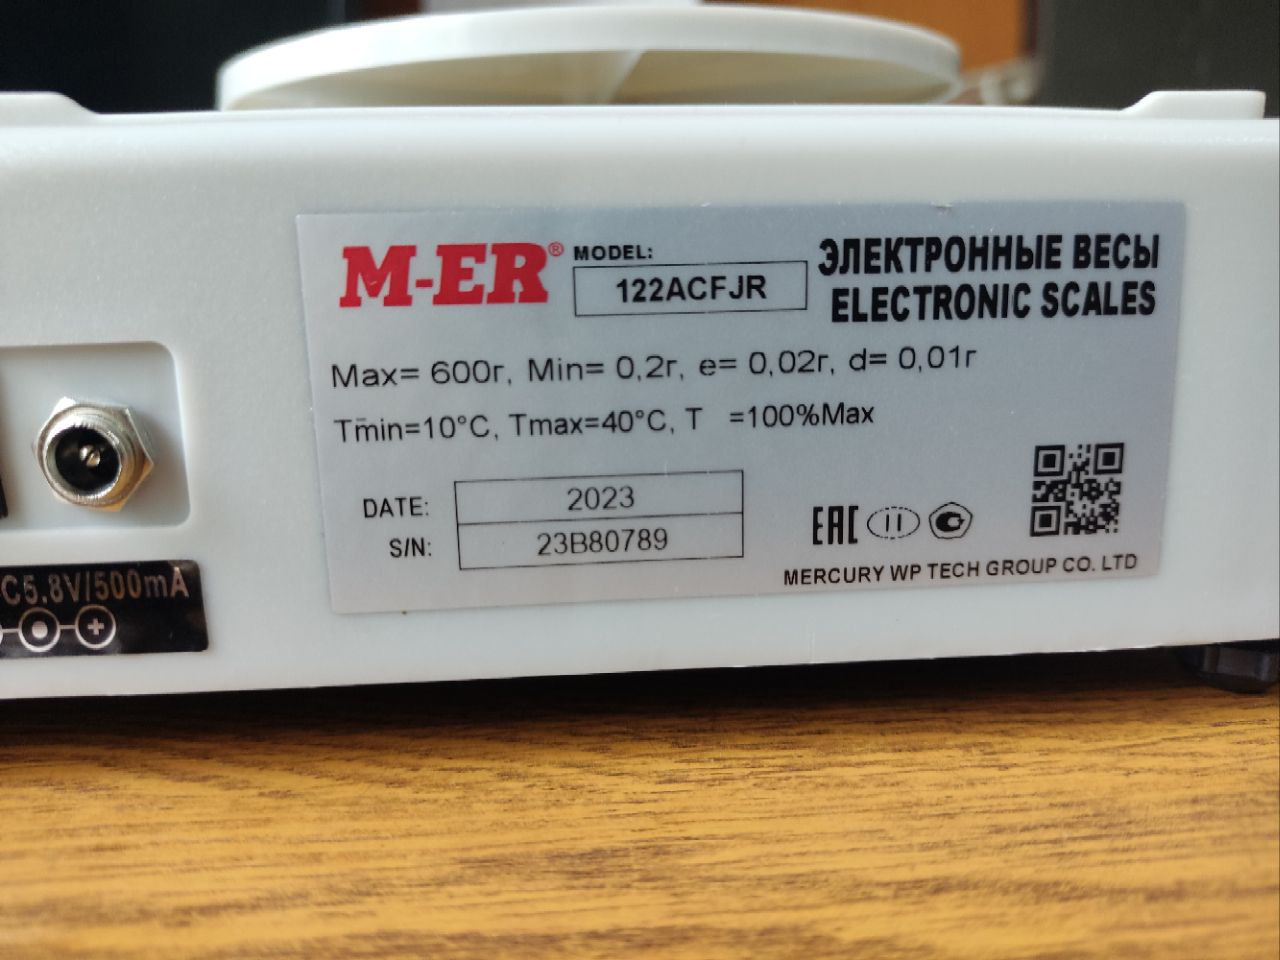 M-ER®
MODEL:
122ACFJR
ЭЛЕКТРОННЫЕ ВЕСЫ
ELECTRONIC SCALES
Max= 600г, Min= 0,2г, e= 0,02г, d= 0,01г
Tmin=10°C, Tmax=40°C, T =100%Max
DATE: 2023
S/N: 23B80789
EAC II
MERCURY WP TECH GROUP CO. LTD
C5.8V/500mA
+